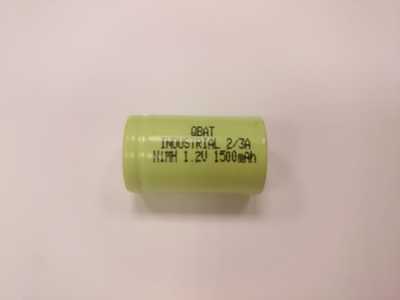 QBAT
INDUSTRIAL 2/3A
NiMH 1.2V 1500mAh